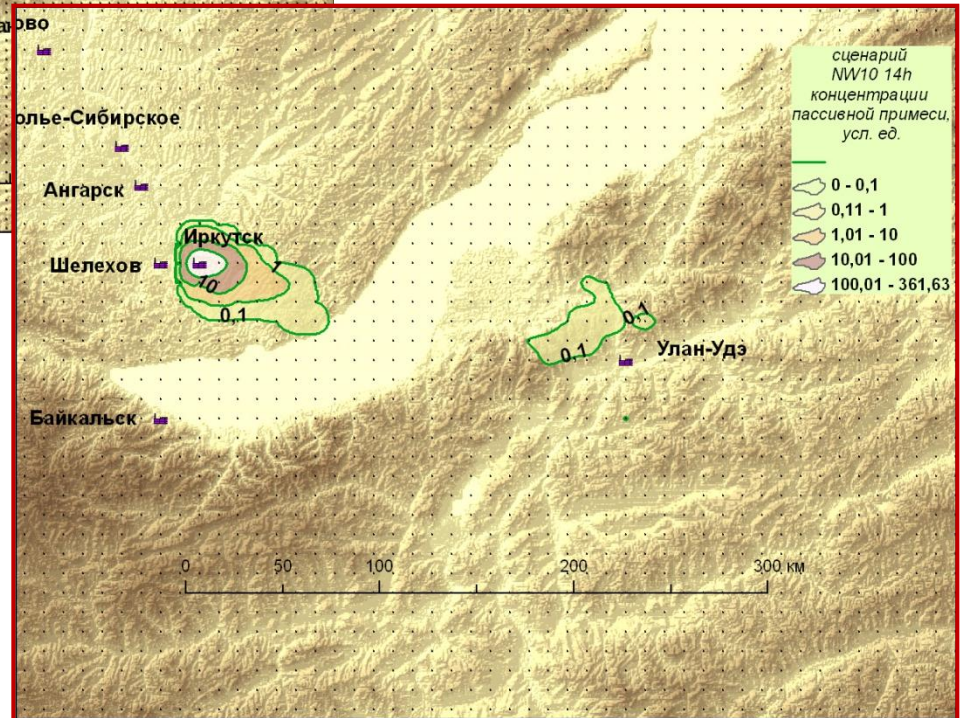 ово
олье-Сибирское
Ангарск
Иркутск
Шелехов
1
10
0,1
0,1
0,1
Улан-Удэ
Байкальск
0 50 100 200 300 км
сценарий
NW10 14h
концентрации
пассивной примеси,
усл. ед.
0 - 0,1
0,11 - 1
1,01 - 10
10,01 - 100
100,01 - 361,63